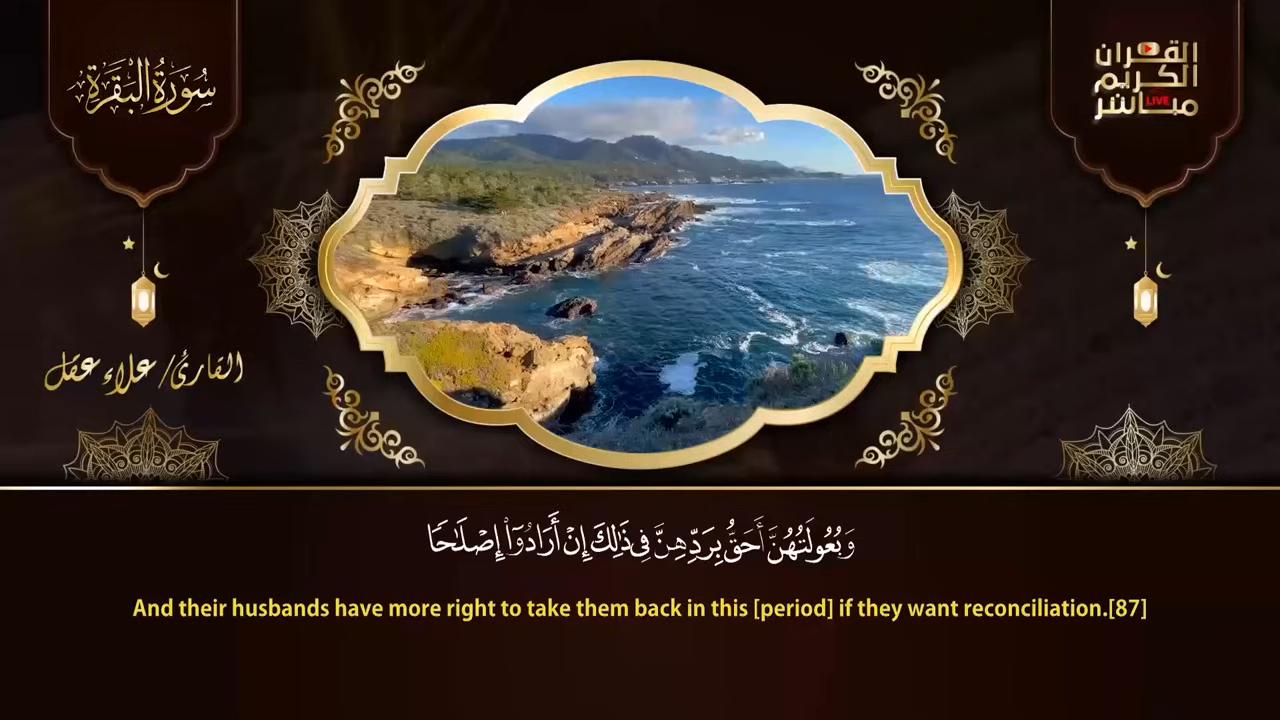 سُورَةُ البَقَرَةِ
القرآن
الكريم
مباشر
LIVE
القارئ/ علاء عقل
وَبُعُولَتُهُنَّ أَحَقُّ بِرَدِّهِنَّ فِى ذَٰلِكَ إِنْ أَرَادُوٓا۟ إِصْلَـٰحًا
And their husbands have more right to take them back in this [period] if they want reconciliation.[87]